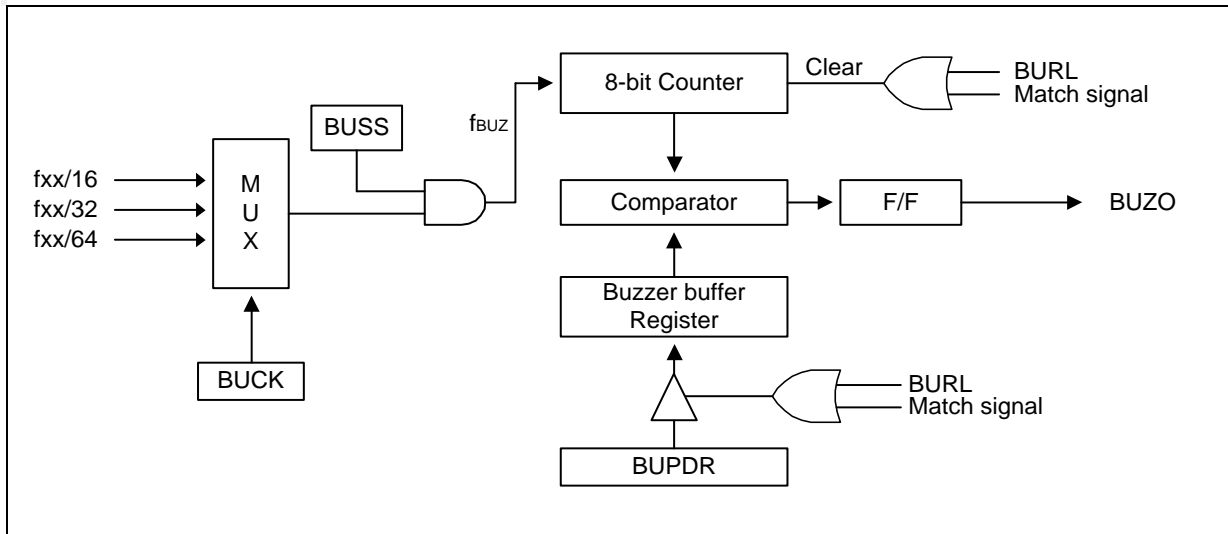 8-bit Counter
Clear
BURL
Match signal
BUSS
fBUZ
fxx/16
fxx/32
fxx/64
M
U
X
Comparator
F/F
BUZO
Buzzer buffer
Register
BUCK
BURL
Match signal
BUPDR